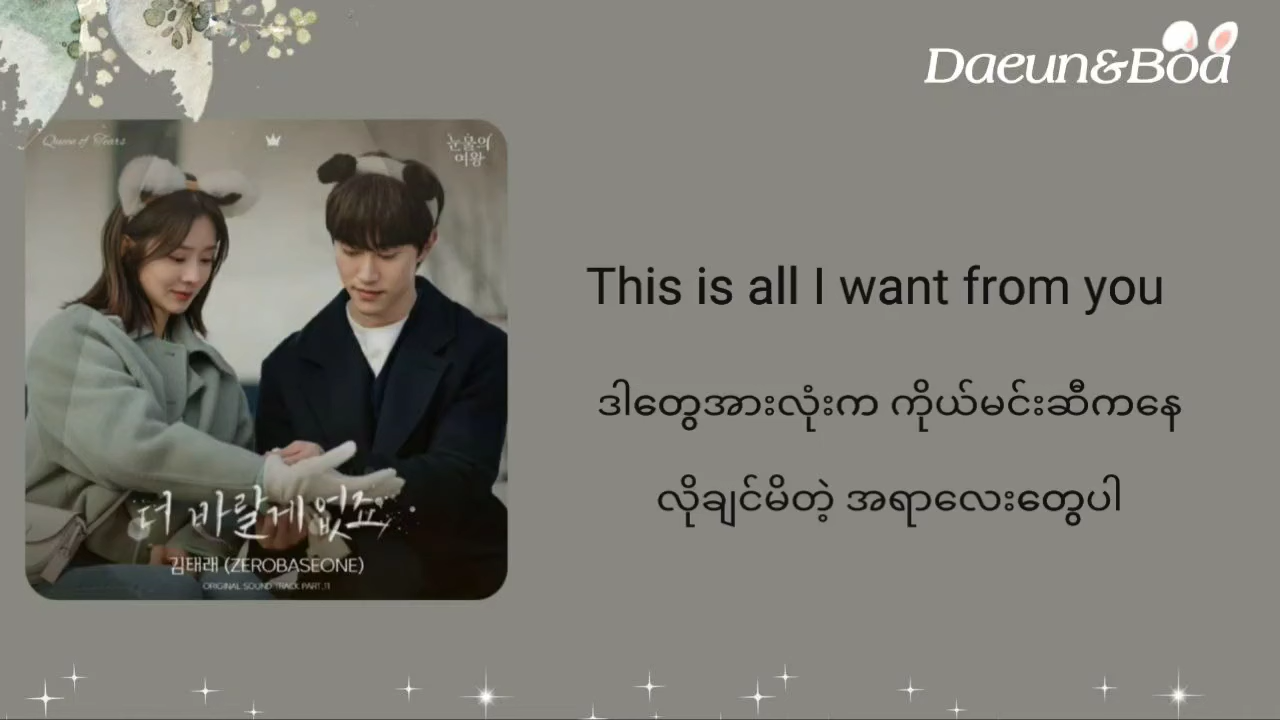 Daeun&Boa
Queen of Tears
눈물의
여왕
더 바랄게 없죠
김태래 (ZEROBASEONE)
ORIGINAL SOUND TRACK PART.11
This is all I want from you
ဒါတွေအားလုံးက ကိုယ်မင်းဆီကနေ
လိုချင်မိတဲ့ အရာလေးတွေပါ